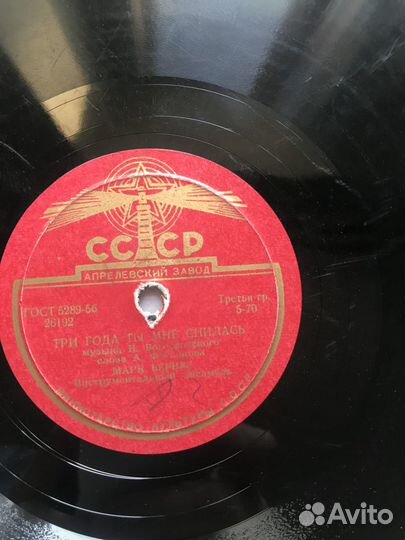 СССР
АПРЕЛЕВСКИЙ ЗАВОД
ГОСТ 5289-56
26192
Третья гр.
5-70
ТРИ ГОДА ТЫ МНЕ СНИЛАСЬ
музыка Н. Богословского
слова А.
МАРК БЕРНЕС
Инструментальный ансамбль
Avito